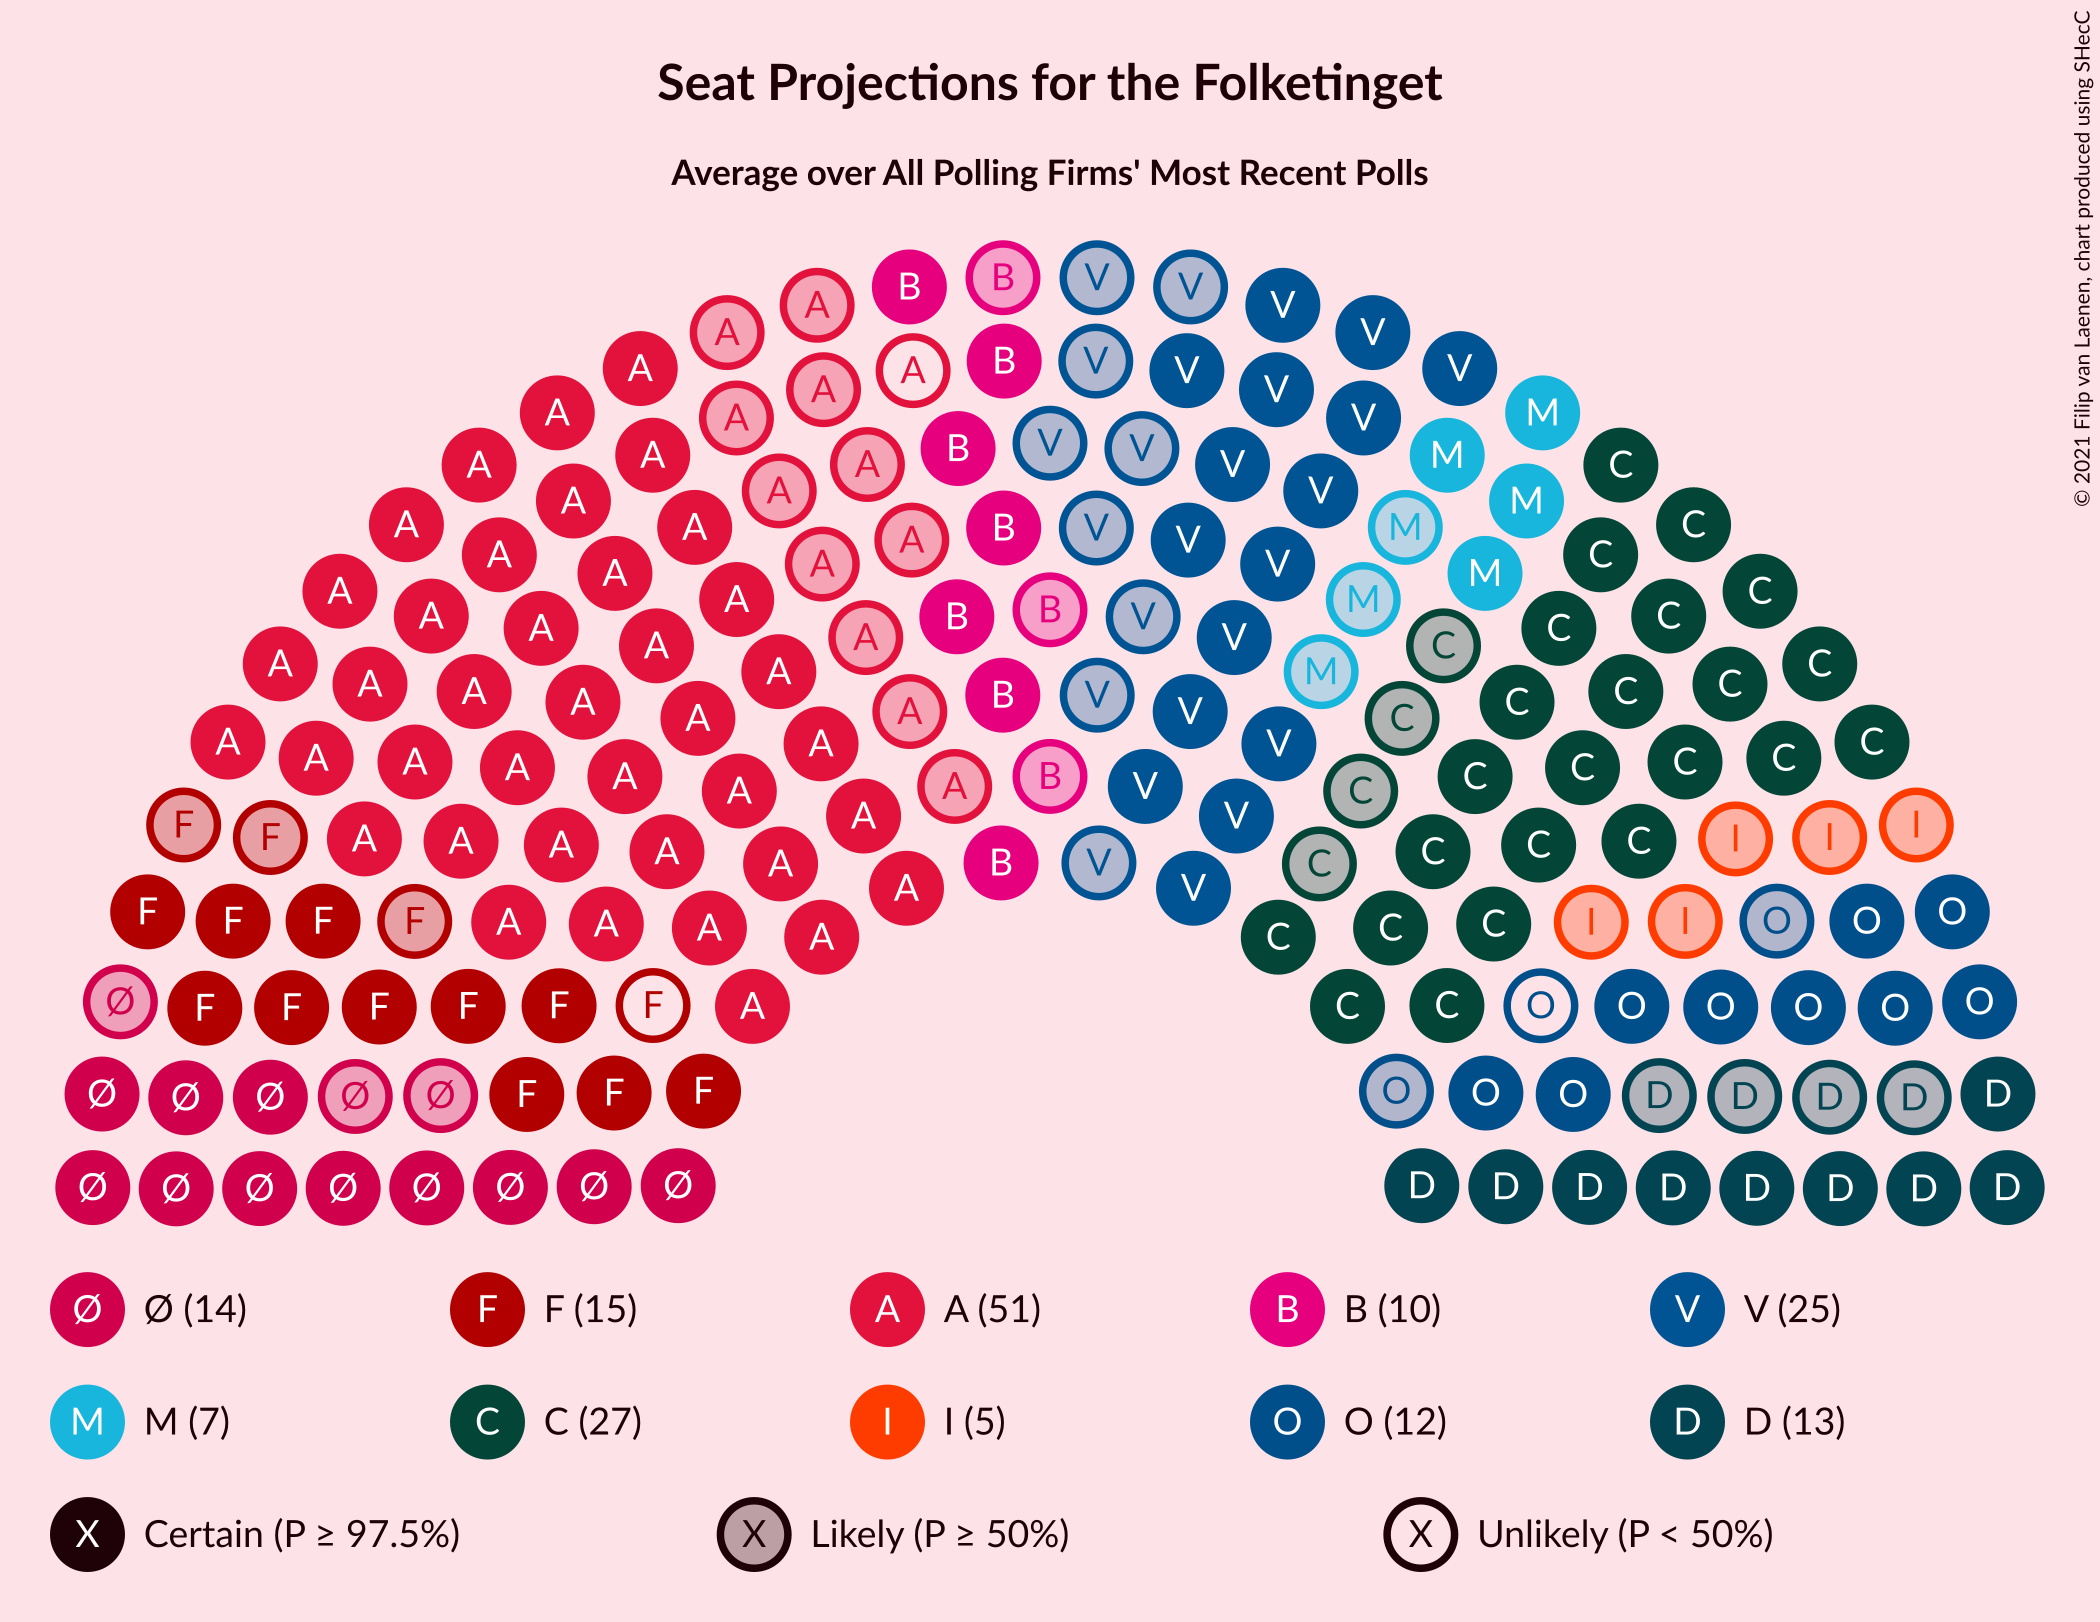 Seat Projections for the Folketinget
Average over All Polling Firms' Most Recent Polls
© 2021 Filip van Laenen, chart produced using SHecC
A B B V V V
A V
A A A B V V V V
A A V M
A A A B V V V M C
A A V M
A A A A B V V M C C
A A V M
A A A B B V M C C
A A A V C C
A A A A B V M C C C
A A A V C C
A A A A A V C C C C
A A A B V C C
F F A A A A A A B V V C C C C I I I
F F F F A A A A A V C C C I I O O O
Ø F F F F F F A C C O O O O O O
Ø Ø Ø Ø Ø F F F O O O D D D D D
Ø Ø Ø Ø Ø Ø Ø Ø D D D D D D D D
Ø Ø (14) F F (15) A A (51) B B (10) V V (25)
M M (7) C C (27) I I (5) O O (12) D D (13)
X Certain (P ≥ 97.5%) X Likely (P ≥ 50%) X Unlikely (P < 50%)